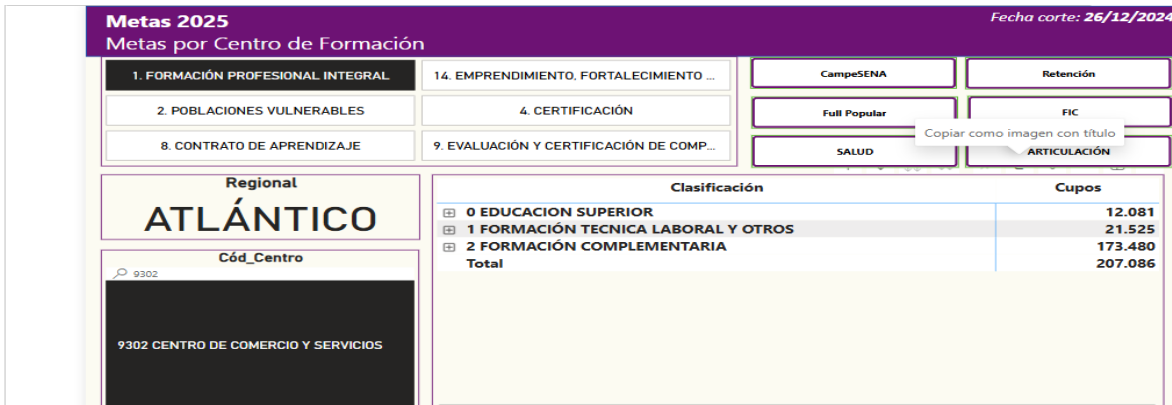 Metas 2025
Fecha corte: 26/12/2024
Metas por Centro de Formación
1. FORMACIÓN PROFESIONAL INTEGRAL
14. EMPRENDIMIENTO, FORTALECIMIENTO ...
CampeSENA
Retención
2. POBLACIONES VULNERABLES
4. CERTIFICACIÓN
Full Popular
FIC
Copiar como imagen con título
8. CONTRATO DE APRENDIZAJE
9. EVALUACIÓN Y CERTIFICACIÓN DE COMP...
SALUD
ARTICULACIÓN
Regional
ATLÁNTICO
Cód_Centro
9302
9302 CENTRO DE COMERCIO Y SERVICIOS
Clasificación Cupos
0 EDUCACION SUPERIOR 12.081
1 FORMACIÓN TECNICA LABORAL Y OTROS 21.525
2 FORMACIÓN COMPLEMENTARIA 173.480
Total 207.086